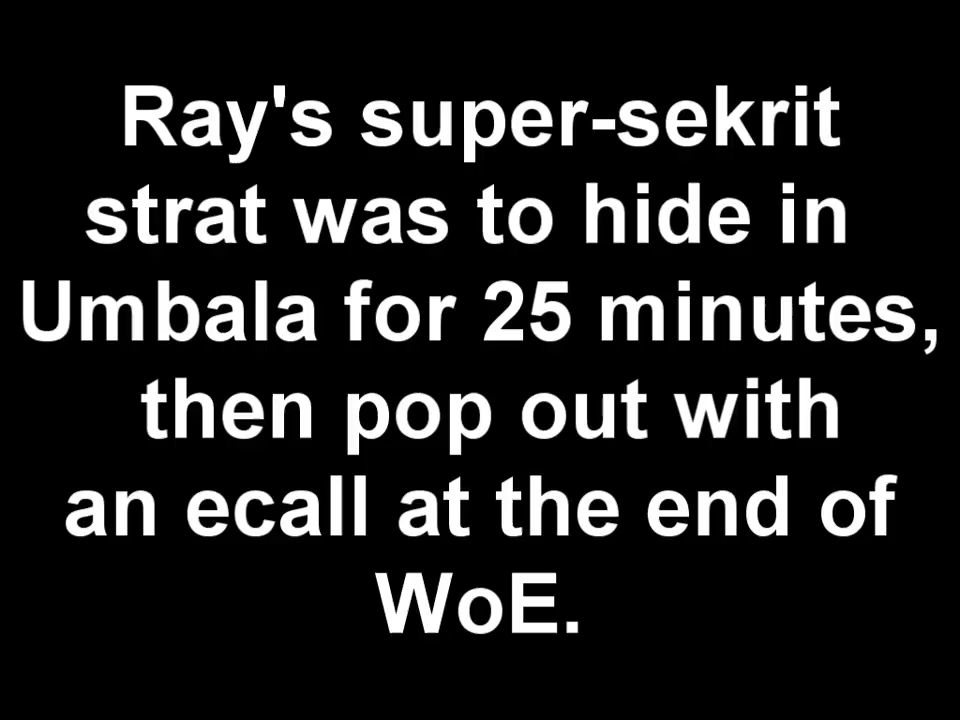 Ray's super-sekrit
strat was to hide in
Umbala for 25 minutes,
then pop out with
an ecall at the end of
WoE.